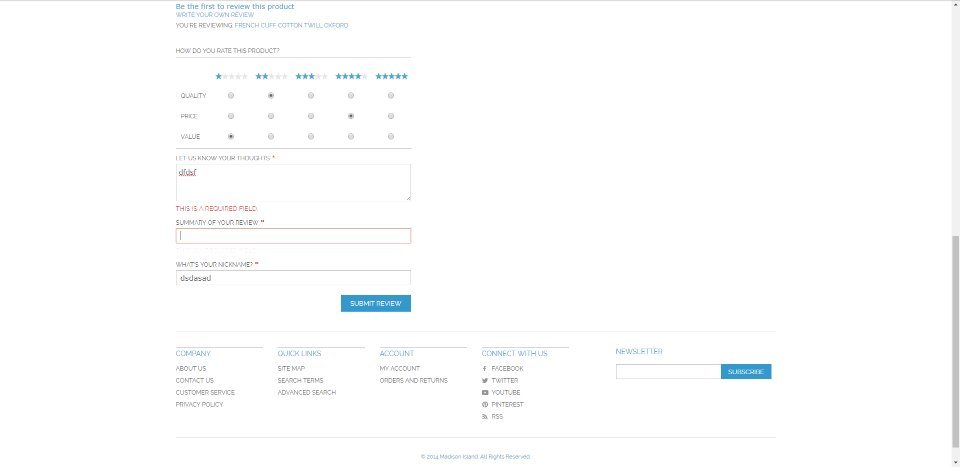 Be the first to review this product
WRITE YOUR OWN REVIEW
YOU'RE REVIEWING: FRENCH CUFF COTTON TWILL OXFORD
HOW DO YOU RATE THIS PRODUCT?
QUALITY
PRICE
VALUE
LET US KNOW YOUR THOUGHTS *
dfdsf
THIS IS A REQUIRED FIELD.
SUMMARY OF YOUR REVIEW *
WHAT'S YOUR NICKNAME? *
dsdasad
SUBMIT REVIEW
COMPANY
ABOUT US
CONTACT US
CUSTOMER SERVICE
PRIVACY POLICY
QUICK LINKS
SITE MAP
SEARCH TERMS
ADVANCED SEARCH
ACCOUNT
MY ACCOUNT
ORDERS AND RETURNS
CONNECT WITH US
FACEBOOK
TWITTER
YOUTUBE
PINTEREST
RSS
NEWSLETTER
SUBSCRIBE
© 2014 Madison Island. All Rights Reserved.